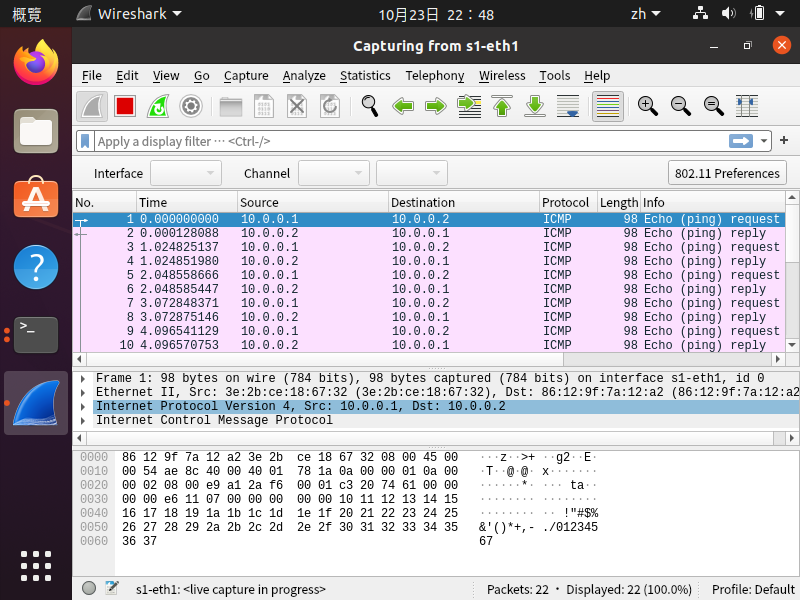 概覽 Wireshark 10月23日 22：48 zh
Capturing from s1-eth1
File Edit View Go Capture Analyze Statistics Telephony Wireless Tools Help
Apply a display filter ⋯ <Ctrl-/> +
Interface Channel 802.11 Preferences
No. Time Source Destination Protocol Length Info
1 0.000000000 10.0.0.1 10.0.0.2 ICMP 98 Echo (ping) request
2 0.000128088 10.0.0.2 10.0.0.1 ICMP 98 Echo (ping) reply
3 1.024825137 10.0.0.1 10.0.0.2 ICMP 98 Echo (ping) request
4 1.024851980 10.0.0.2 10.0.0.1 ICMP 98 Echo (ping) reply
5 2.048558666 10.0.0.1 10.0.0.2 ICMP 98 Echo (ping) request
6 2.048585447 10.0.0.2 10.0.0.1 ICMP 98 Echo (ping) reply
7 3.072848371 10.0.0.1 10.0.0.2 ICMP 98 Echo (ping) request
8 3.072875146 10.0.0.2 10.0.0.1 ICMP 98 Echo (ping) reply
9 4.096541129 10.0.0.1 10.0.0.2 ICMP 98 Echo (ping) request
10 4.096570753 10.0.0.2 10.0.0.1 ICMP 98 Echo (ping) reply
Frame 1: 98 bytes on wire (784 bits), 98 bytes captured (784 bits) on interface s1-eth1, id 0
Ethernet II, Src: 3e:2b:ce:18:67:32 (3e:2b:ce:18:67:32), Dst: 86:12:9f:7a:12:a2 (86:12:9f:7a:12:a2
Internet Protocol Version 4, Src: 10.0.0.1, Dst: 10.0.0.2
Internet Control Message Protocol
0000 86 12 9f 7a 12 a2 3e 2b ce 18 67 32 08 00 45 00 ···z··>+ ··g2··E·
0010 00 54 ae 8c 40 00 40 01 78 1a 0a 00 00 01 0a 00 ·T··@·@· x·······
0020 00 02 08 00 e9 a1 2a f6 00 01 c3 20 74 61 00 00 ······*· ··· ta··
0030 00 00 e6 11 07 00 00 00 00 00 10 11 12 13 14 15 ········ ········
0040 16 17 18 19 1a 1b 1c 1d 1e 1f 20 21 22 23 24 25 ········ ·· !"#$%
0050 26 27 28 29 2a 2b 2c 2d 2e 2f 30 31 32 33 34 35 &'()*+,- ./012345
0060 36 37 67
s1-eth1: <live capture in progress> Packets: 22 · Displayed: 22 (100.0%) Profile: Default